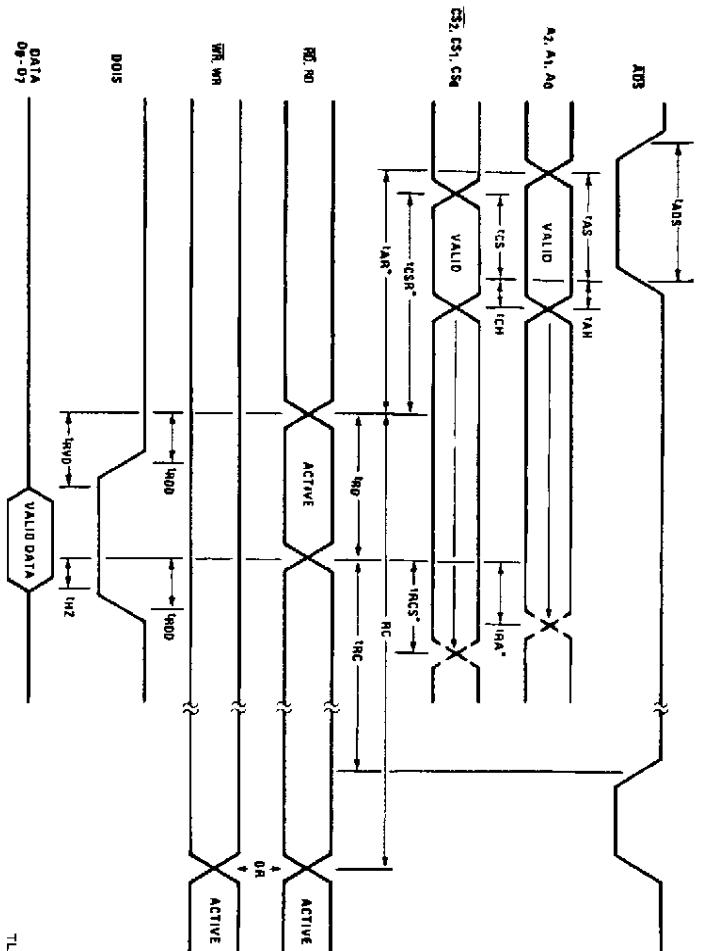 ADS
tADS
tAS
tAH
A2, A1, A0
VALID
tRA*
tCS
tCH
CS2, CS1, CS0
VALID
tCSR*
tRCS*
tAR*
RC
tRD
tRC
RD, RD
ACTIVE
ACTIVE
OR
WR, WR
ACTIVE
tRDD
tRDD
DDIS
tRVD
tHZ
DATA
D0 - D7
VALID DATA
TL